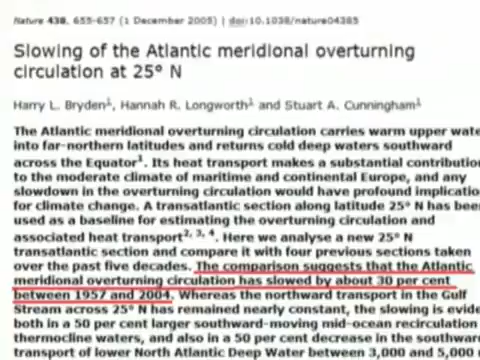 Nature 438, 655-657 (1 December 2005) | doi:10.1038/nature04385
Slowing of the Atlantic meridional overturning
circulation at 25° N
Harry L. Bryden1, Hannah R. Longworth1 and Stuart A. Cunningham1
The Atlantic meridional overturning circulation carries warm upper wate
into far-northern latitudes and returns cold deep waters southward
across the Equator1. Its heat transport makes a substantial contributio
to the moderate climate of maritime and continental Europe, and any
slowdown in the overturning circulation would have profound implicatio
for climate change. A transatlantic section along latitude 25° N has bee
used as a baseline for estimating the overturning circulation and
associated heat transport2, 3, 4. Here we analyse a new 25° N
transatlantic section and compare it with four previous sections taken
over the past five decades. The comparison suggests that the Atlantic
meridional overturning circulation has slowed by about 30 per cent
between 1957 and 2004. Whereas the northward transport in the Gulf
Stream across 25° N has remained nearly constant, the slowing is evide
both in a 50 per cent larger southward-moving mid-ocean recirculation
thermocline waters, and also in a 50 per cent decrease in the southwar
transport of lower North Atlantic Deep Water between 3,000 and 5,000